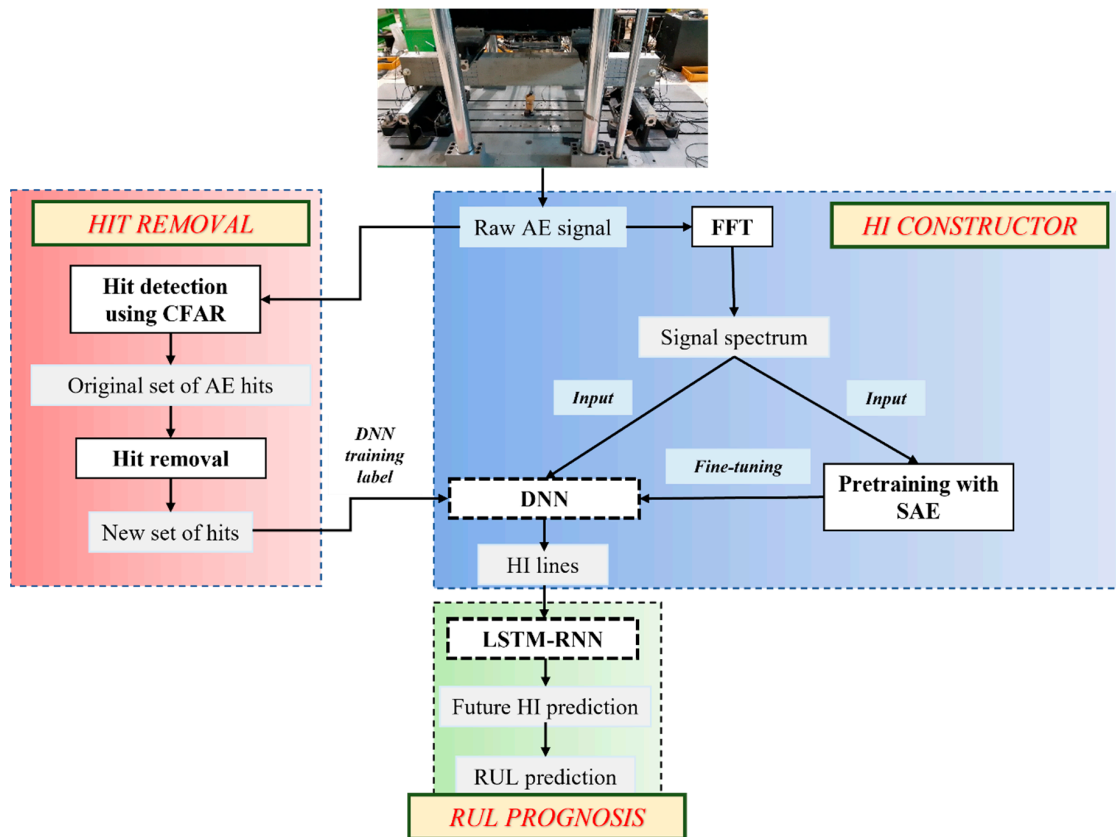 HIT REMOVAL
HI CONSTRUCTOR
Raw AE signal
FFT
Hit detection
using CFAR
Signal spectrum
Original set of AE hits
Input
Input
Hit removal
DNN
training
label
Fine-tuning
Pretraining with
SAE
DNN
New set of hits
HI lines
LSTM-RNN
Future HI prediction
RUL prediction
RUL PROGNOSIS